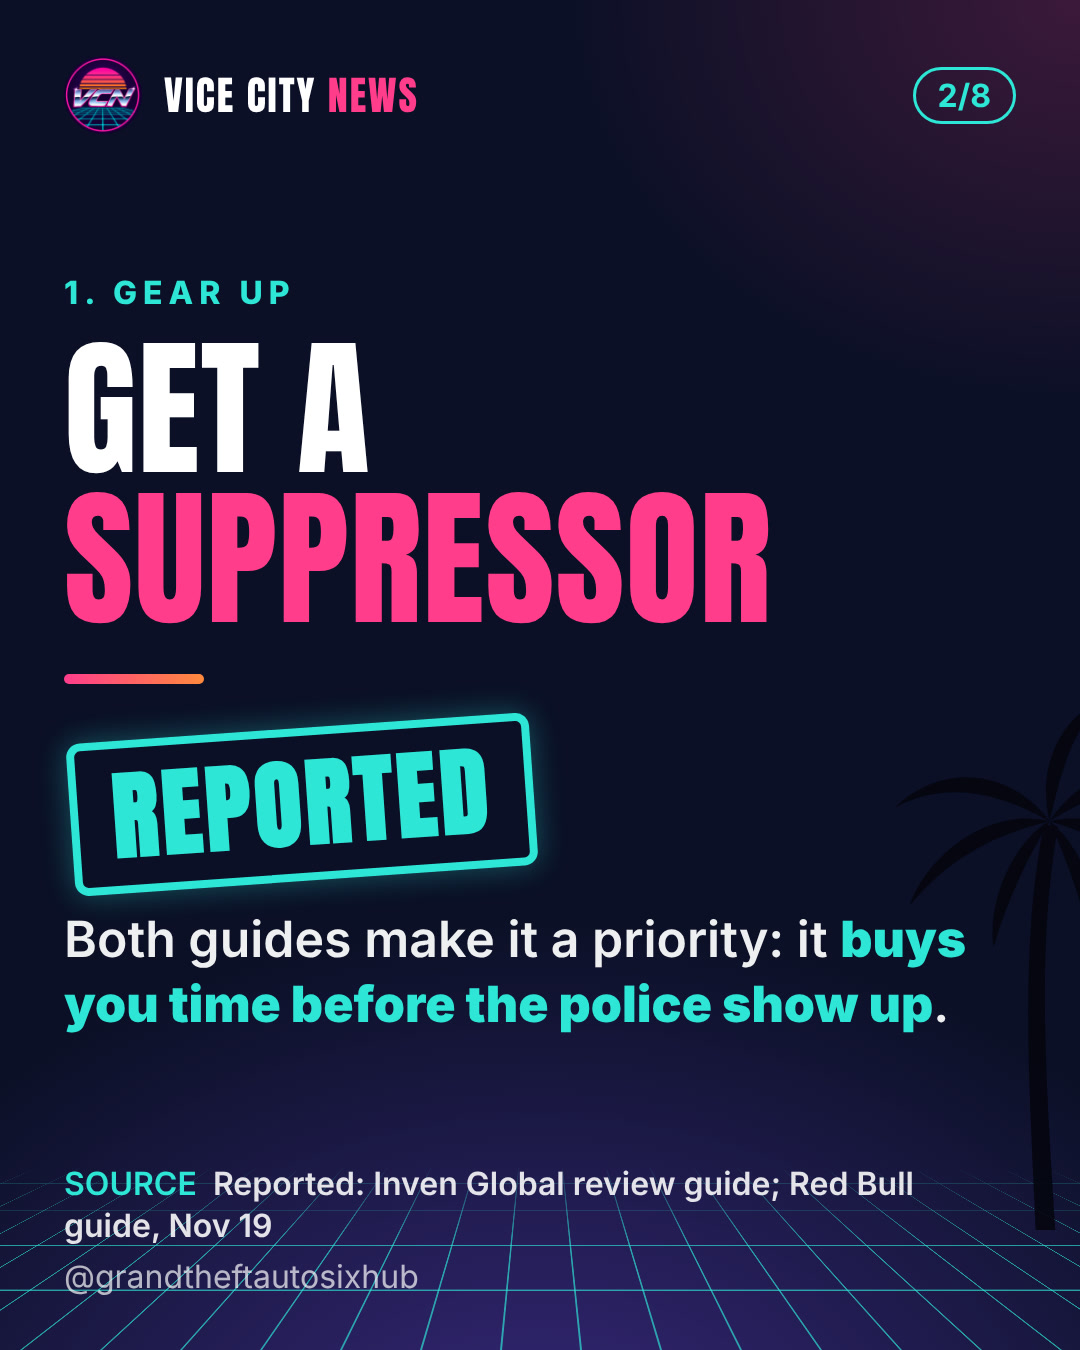 VCN
VICE CITY NEWS
2/8
1. GEAR UP
GET A
SUPPRESSOR
REPORTED
Both guides make it a priority: it buys
you time before the police show up.
SOURCE Reported: Inven Global review guide; Red Bull
guide, Nov 19
@grandtheftautosixhub